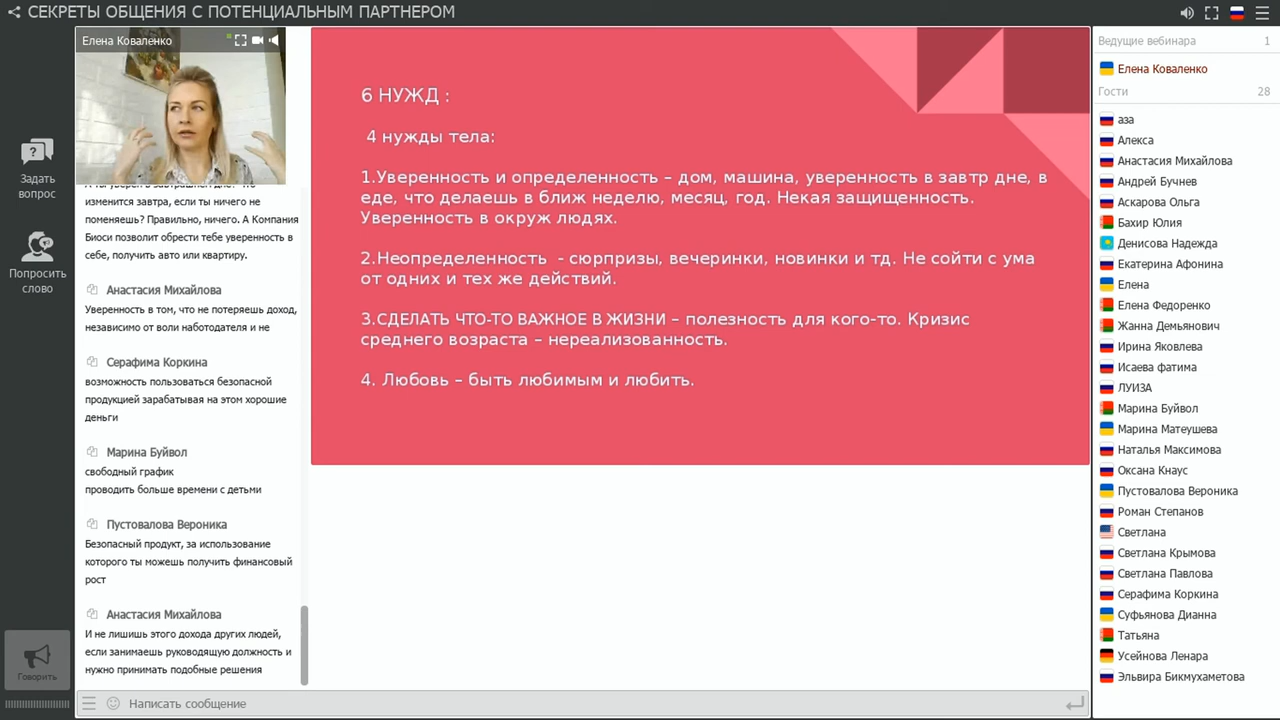 СЕКРЕТЫ ОБЩЕНИЯ С ПОТЕНЦИАЛЬНЫМ ПАРТНЕРОМ
Задать
вопрос
Попросить
слово
Говорить
Елена Коваленко
изменится завтра, если ты ничего не
поменяешь? Правильно, ничего. А Компания
Биоси позволит обрести тебе уверенность в
себе, получить авто или квартиру.
Анастасия Михайлова
Уверенность в том, что не потеряешь доход,
независимо от воли наботодателя и не
Серафима Коркина
возможность пользоваться безопасной
продукцией зарабатывая на этом хорошие
деньги
Марина Буйвол
свободный график
проводить больше времени с детьми
Пустовалова Вероника
Безопасный продукт, за использование
которого ты можешь получить финансовый
рост
Анастасия Михайлова
И не лишишь этого дохода других людей,
если занимаешь руководящую должность и
нужно принимать подобные решения
Написать сообщение
6 НУЖД :
4 нужды тела:
1.Уверенность и определенность – дом, машина, уверенность в завтр дне, в
еде, что делаешь в ближ неделю, месяц, год. Некая защищенность.
Уверенность в окруж людях.
2.Неопределенность - сюрпризы, вечеринки, новинки и тд. Не сойти с ума
от одних и тех же действий.
3.СДЕЛАТЬ ЧТО-ТО ВАЖНОЕ В ЖИЗНИ – полезность для кого-то. Кризис
среднего возраста – нереализованность.
4. Любовь – быть любимым и любить.
Ведущие вебинара 1
Елена Коваленко
Гости 28
аза
Алекса
Анастасия Михайлова
Андрей Бучнев
Аскарова Ольга
Бахир Юлия
Денисова Надежда
Екатерина Афонина
Елена
Елена Федоренко
Жанна Демьянович
Ирина Яковлева
Исаева фатима
ЛУИЗА
Марина Буйвол
Марина Матеушева
Наталья Максимова
Оксана Кнаус
Пустовалова Вероника
Роман Степанов
Светлана
Светлана Крымова
Светлана Павлова
Серафима Коркина
Суфьянова Дианна
Татьяна
Усейнова Ленара
Эльвира Бикмухаметова